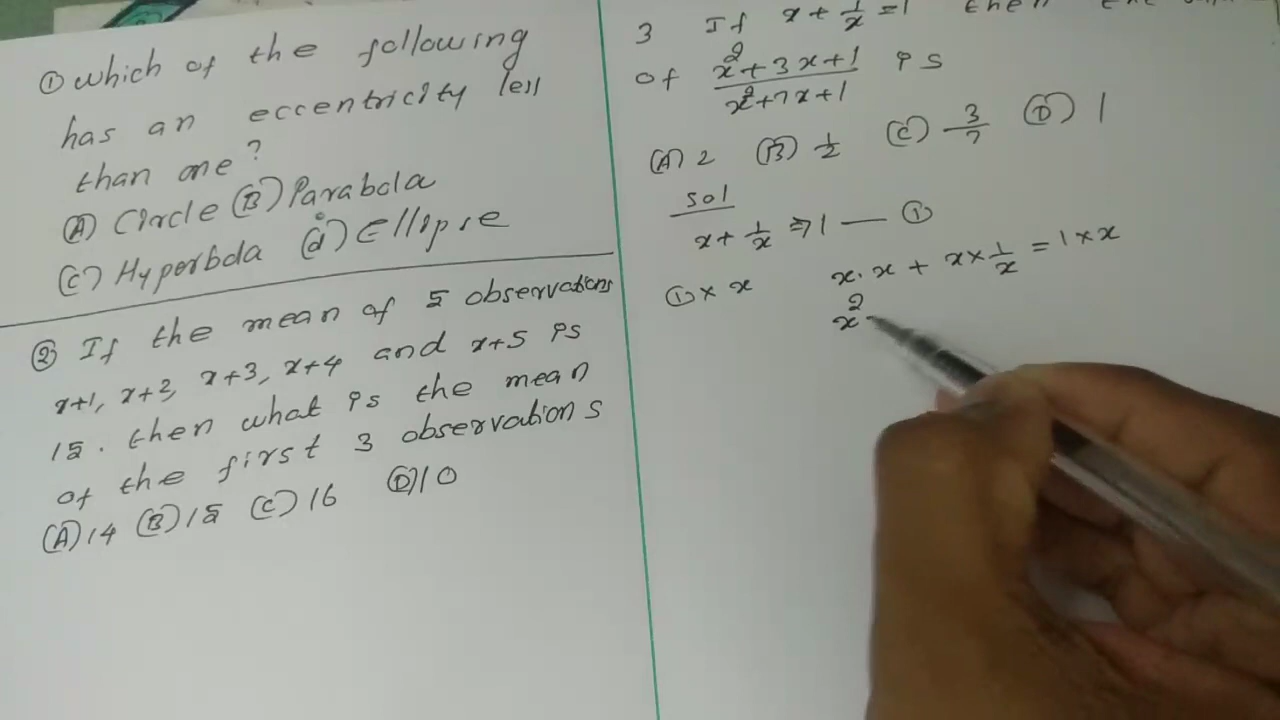 ① which of the following
has an eccentricity less
than one?
(A) Circle (B) Parabola
(C) Hyperbola (d) Ellipse
② If the mean of 5 observations
x+1, x+2, x+3, x+4 and x+5 is
15. then what is the mean
of the first 3 observations
(A) 14 (B) 15 (C) 16 (D) 10
3 If x + 1/x = 1 then the
of x²+3x+1 / x²+7x+1 is
(A) 2 (B) 1/2 (C) 3/7 (D) 1
sol
x + 1/x ⇒ 1 — ①
① × x x·x + x × 1/x = 1 × x
x²